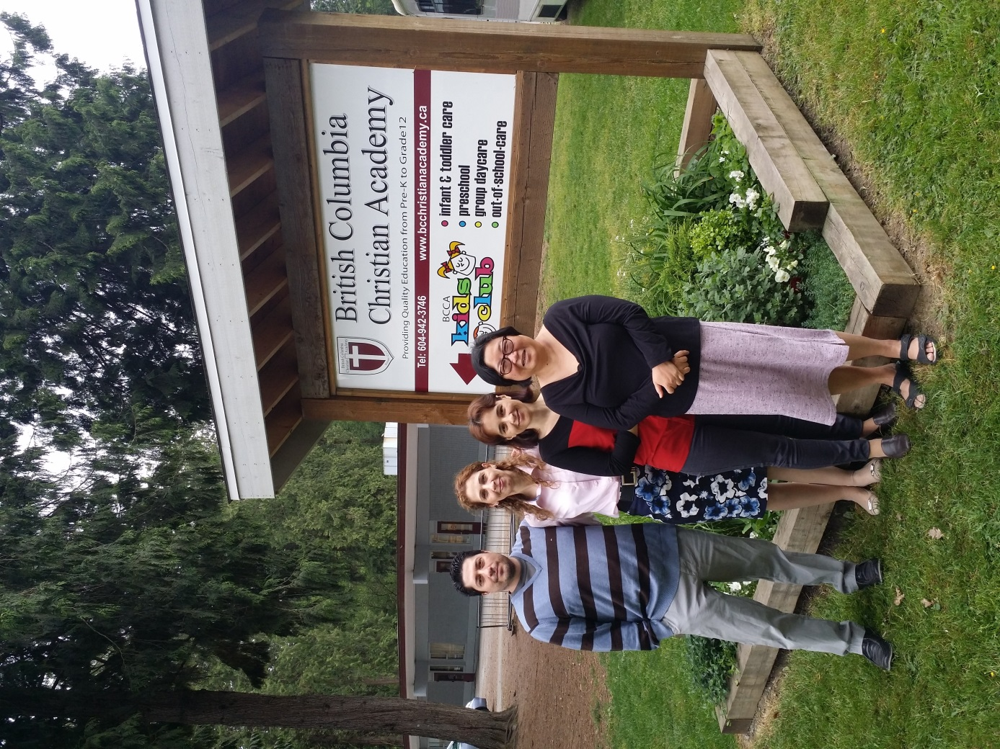 British Columbia
Christian Academy
Providing Quality Education from Pre-K to Grade12
Tel: 604-942-3746 www.bcchristianacademy.ca
BCCA
kids
club
• infant & toddler care
• preschool
• group daycare
• out-of-school-care